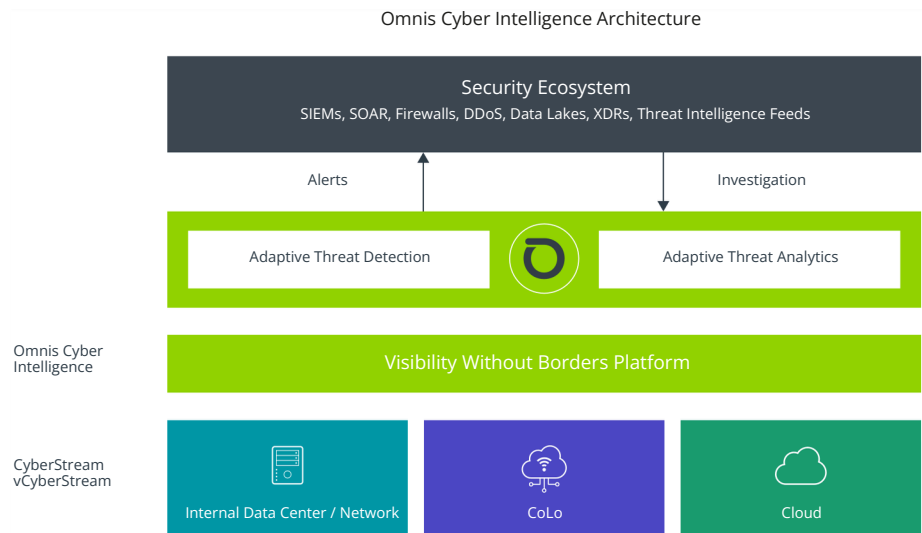 Omnis Cyber Intelligence Architecture
Security Ecosystem
SIEMs, SOAR, Firewalls, DDoS, Data Lakes, XDRs, Threat Intelligence Feeds
Alerts
Investigation
Adaptive Threat Detection
Adaptive Threat Analytics
Omnis Cyber
Intelligence
Visibility Without Borders Platform
CyberStream
vCyberStream
Internal Data Center / Network
CoLo
Cloud